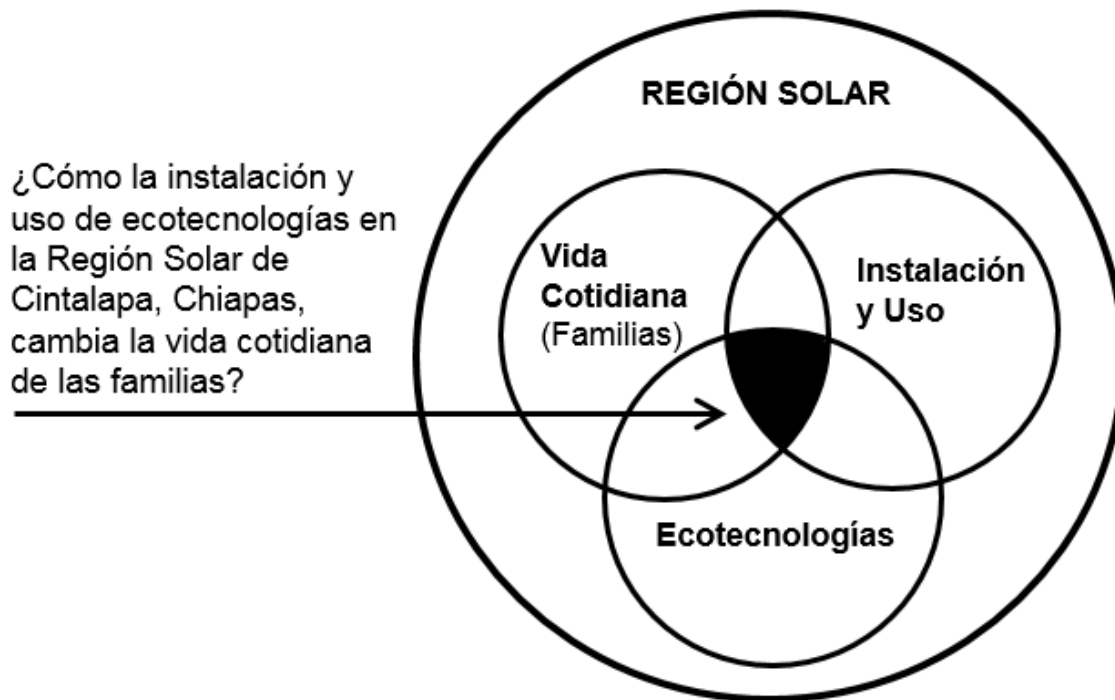 REGIÓN SOLAR
¿Cómo la instalación y
uso de ecotecnologías en
la Región Solar de
Cintalapa, Chiapas,
cambia la vida cotidiana
de las familias?
Vida
Cotidiana
(Familias)
Instalación
y Uso
Ecotecnologías